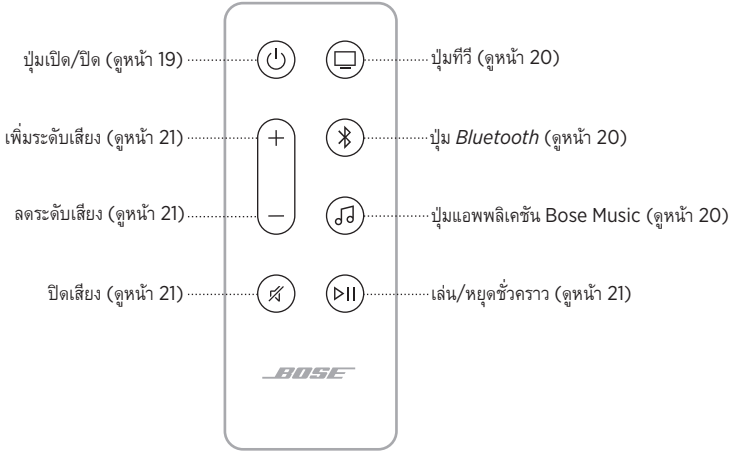 ปุ่มเปิด/ปิด (ดูหน้า 19)
ปุ่มทีวี (ดูหน้า 20)
เพิ่มระดับเสียง (ดูหน้า 21)
ปุ่ม Bluetooth (ดูหน้า 20)
ลดระดับเสียง (ดูหน้า 21)
ปุ่มแอพพลิเคชัน Bose Music (ดูหน้า 20)
ปิดเสียง (ดูหน้า 21)
เล่น/หยุดชั่วคราว (ดูหน้า 21)
BOSE